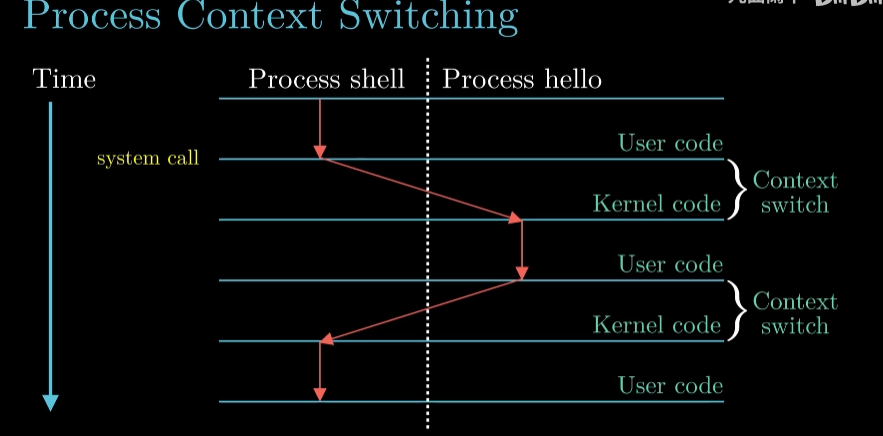 Process Context Switching
Time
Process shell
Process hello
User code
system call
Context
switch
Kernel code
User code
Context
switch
Kernel code
User code